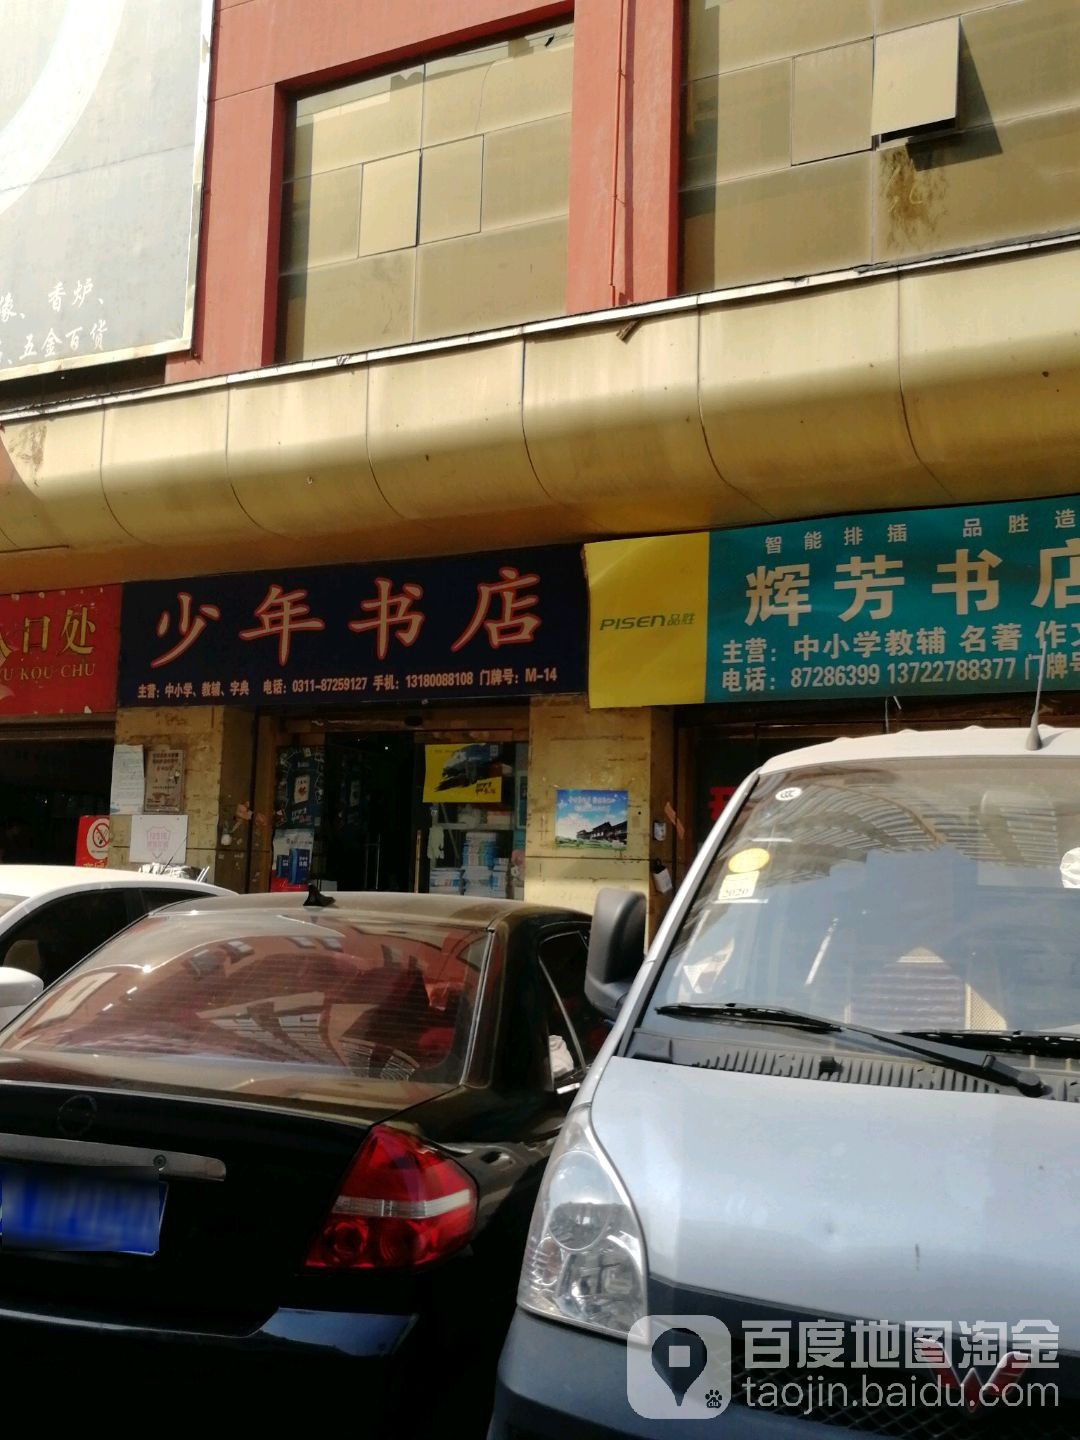 像、香炉、
、五金百货
口处
U KOU CHU
少年书店
主营：中小学、教辅、字典 电话：0311-87259127 手机：13180088108 门牌号：M-14
PISEN品胜
智能排插 品胜造
辉芳书店
主营：中小学教辅 名著 作文
电话：87286399 13722788377 门牌号
2020
百度地图淘金
taojin.baidu.com